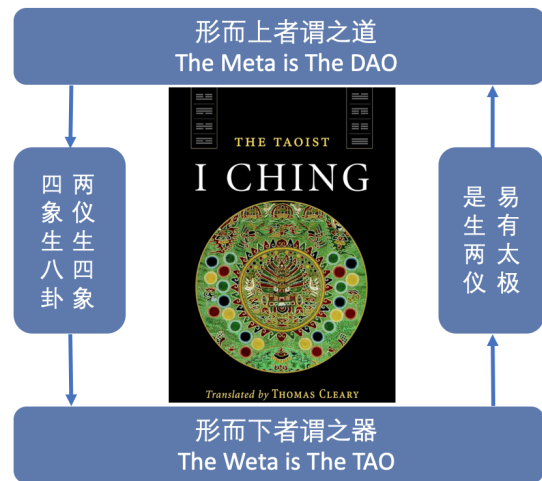 形而上者谓之道
The Meta is The DAO
两仪生四象
四象生八卦
THE TAOIST
I CHING
Translated by THOMAS CLEARY
易有太极
是生两仪
形而下者谓之器
The Weta is The TAO